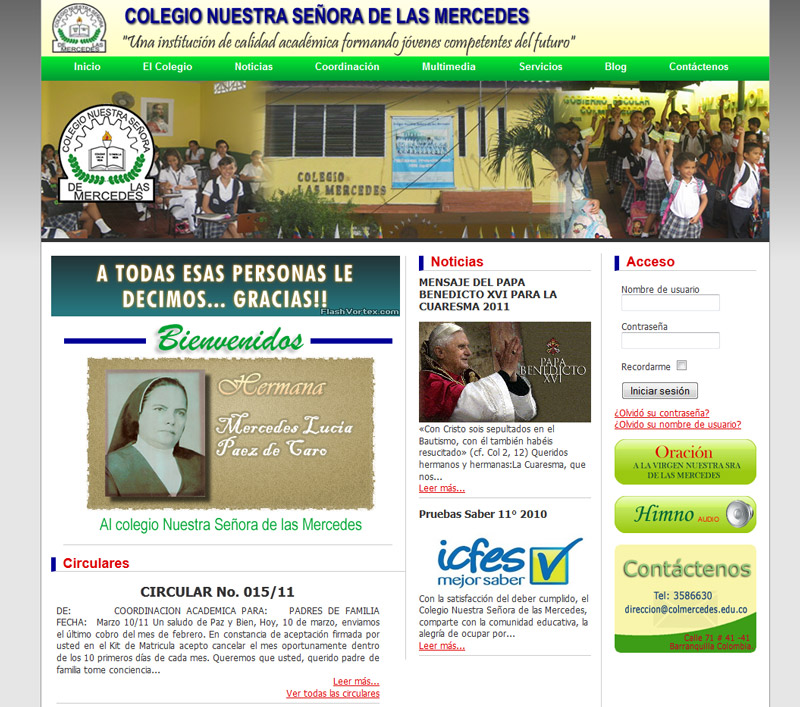 COLEGIO NUESTRA SEÑORA DE LAS MERCEDES
"Una institución de calidad académica formando jóvenes competentes del futuro"
Inicio El Colegio Noticias Coordinación Multimedia Servicios Blog Contáctenos
COLEGIO NUESTRA SEÑORA
DE LAS
MERCEDES
COLEGIO
LAS MERCEDES
GOBIERNO ESCOLAR
A TODAS ESAS PERSONAS LE
DECIMOS... GRACIAS!!
FlashVortex.com
Bienvenidos
Hermana
Mercedes Lucia
Paez de Caro
Al colegio Nuestra Señora de las Mercedes
Circulares
CIRCULAR No. 015/11
DE: COORDINACION ACADEMICA PARA: PADRES DE FAMILIA
FECHA: Marzo 10/11 Un saludo de Paz y Bien, Hoy, 10 de marzo, enviamos
el último cobro del mes de febrero. En constancia de aceptación firmada por
usted en el Kit de Matricula acepto cancelar el mes oportunamente dentro
de los 10 primeros días de cada mes. Queremos que usted, querido padre de
familia tome conciencia...
Leer más...
Ver todas las circulares
Noticias
MENSAJE DEL PAPA
BENEDICTO XVI PARA LA
CUARESMA 2011
PAPA
BENEDICTO
XVI
«Con Cristo sois sepultados en el
Bautismo, con él también habéis
resucitado» (cf. Col 2, 12) Queridos
hermanos y hermanas:La Cuaresma, que
nos...
Leer más...
Pruebas Saber 11° 2010
icfes
mejor saber
Con la satisfacción del deber cumplido, el
Colegio Nuestra Señora de las Mercedes,
comparte con la comunidad educativa, la
alegría de ocupar por...
Leer más...
Acceso
Nombre de usuario
Contraseña
Recordarme
Iniciar sesión
¿Olvidó su contraseña?
¿Olvido su nombre de usuario?
Oración
A LA VIRGEN NUESTRA SRA
DE LAS MERCEDES
Himno AUDIO
Contáctenos
Tel: 3586630
direccion@colmercedes.edu.co
Calle 71 # 41 -41
Barranquilla Colombia.